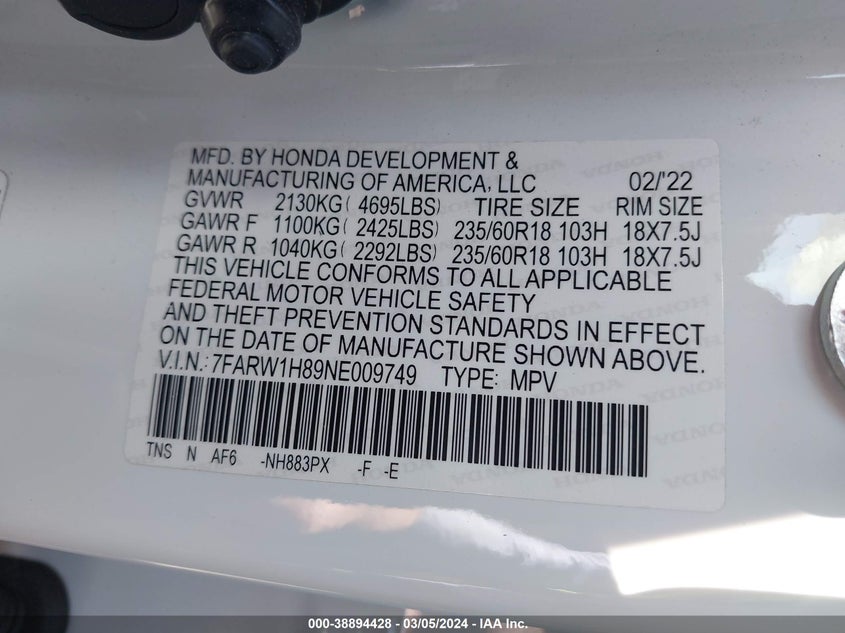 MFD. BY HONDA DEVELOPMENT &
MANUFACTURING OF AMERICA, LLC 02/'22
GVWR 2130KG( 4695LBS) TIRE SIZE RIM SIZE
GAWR F 1100KG( 2425LBS) 235/60R18 103H 18X7.5J
GAWR R 1040KG( 2292LBS) 235/60R18 103H 18X7.5J
THIS VEHICLE CONFORMS TO ALL APPLICABLE
FEDERAL MOTOR VEHICLE SAFETY
AND THEFT PREVENTION STANDARDS IN EFFECT
ON THE DATE OF MANUFACTURE SHOWN ABOVE.
V.I.N.: 7FARW1H89NE009749 TYPE: MPV
TNS N AF6 -NH883PX -F -E
000-38894428 - 03/05/2024 - IAA Inc.